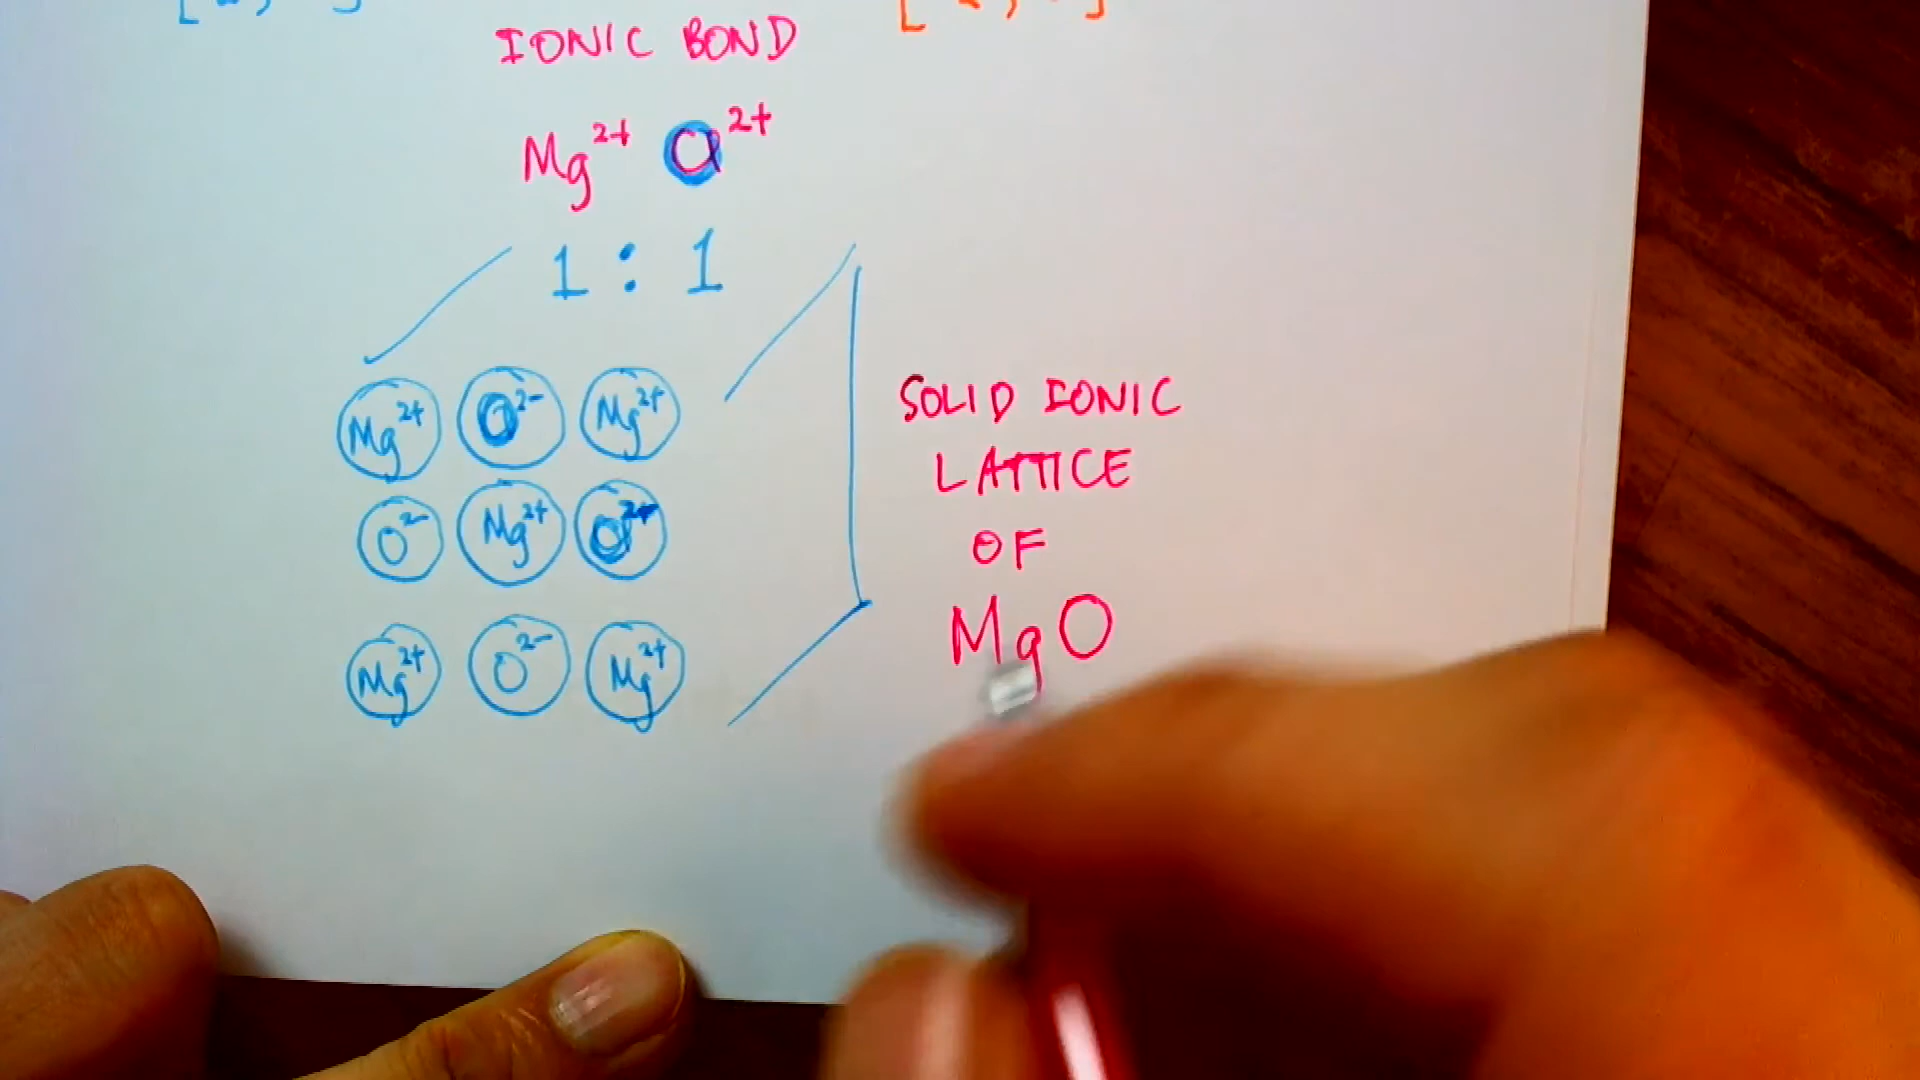 IONIC BOND
Mg²⁺ O²⁺
1 : 1
Mg²⁺ O²⁻ Mg²⁺
O²⁻ Mg²⁺ O²⁺
Mg²⁺ O²⁻ Mg²⁺
SOLID IONIC
LATTICE
OF
MgO